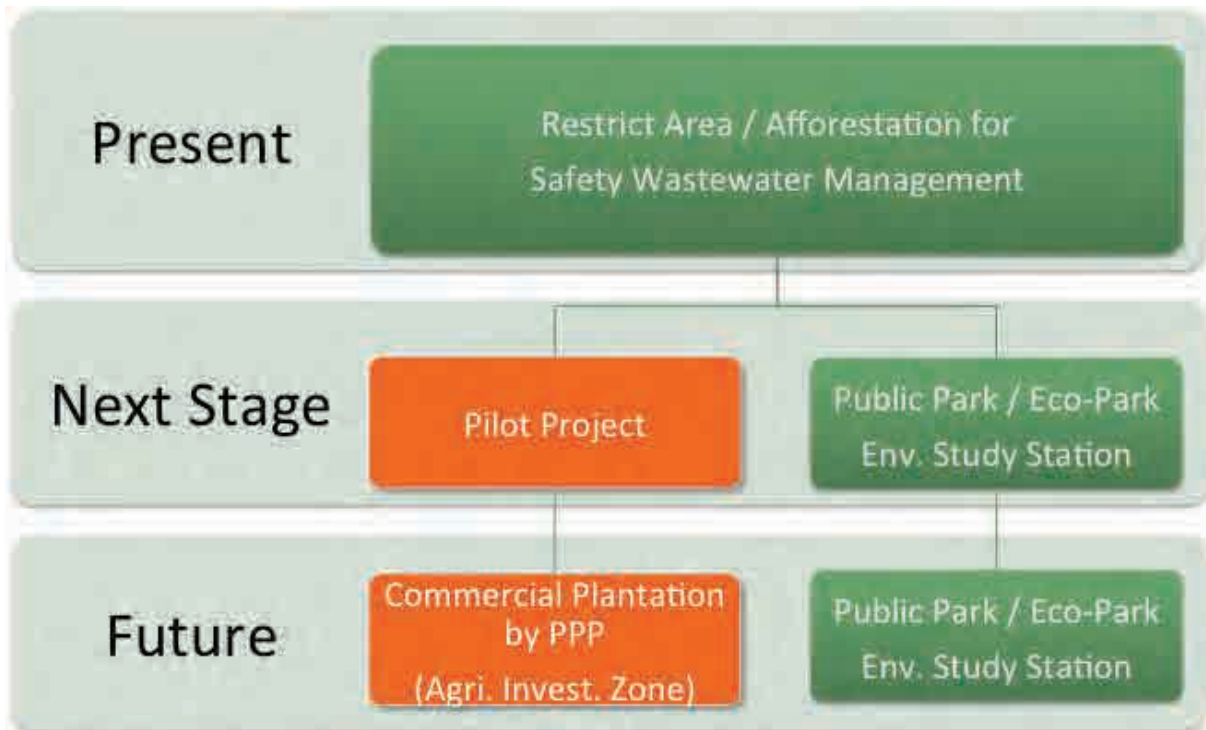 Present
Restrict Area / Afforestation for
Safety Wastewater Management
Next Stage
Pilot Project
Public Park / Eco-Park
Env. Study Station
Future
Commercial Plantation
by PPP
(Agri. Invest. Zone)
Public Park / Eco-Park
Env. Study Station